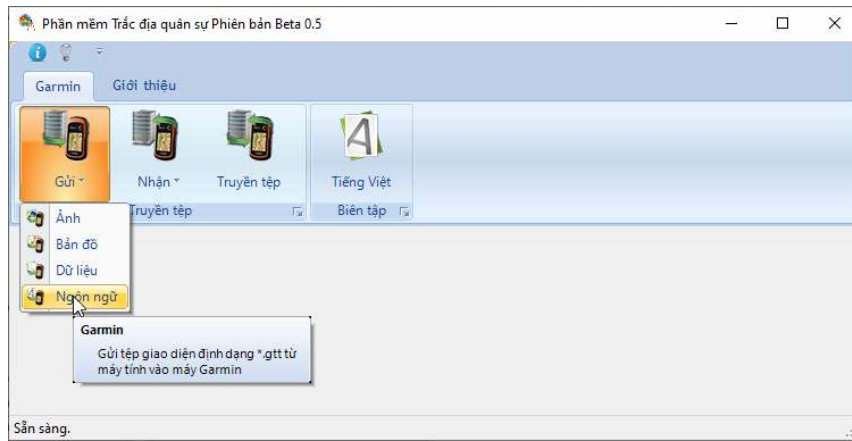 Phần mềm Trắc địa quân sự Phiên bản Beta 0.5
Garmin Giới thiệu
Gửi Nhận Truyền tệp Tiếng Việt
Truyền tệp Biên tập
Ảnh
Bản đồ
Dữ liệu
Ngôn ngữ
Garmin
Gửi tệp giao diện định dạng *.gtt từ
máy tính vào máy Garmin
Sẵn sàng.